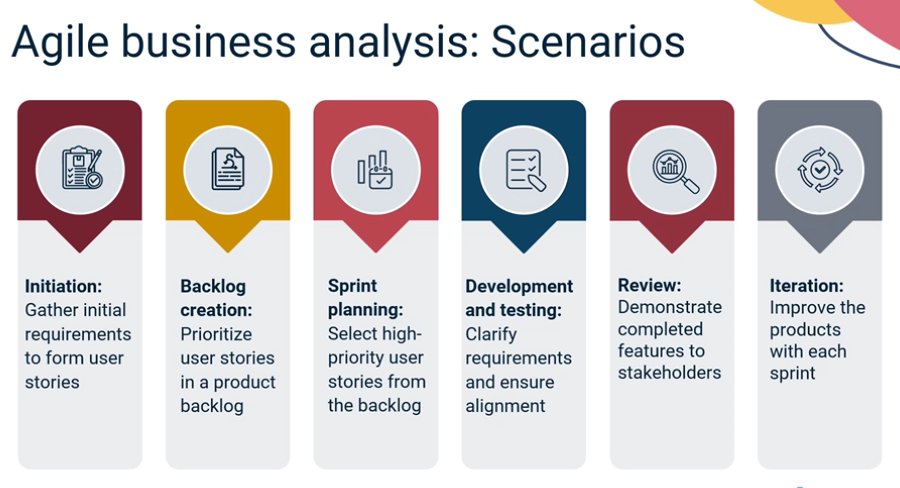 Agile business analysis: Scenarios
Initiation:
Gather initial
requirements
to form user
stories
Backlog
creation:
Prioritize
user stories
in a product
backlog
Sprint
planning:
Select high-
priority user
stories from
the backlog
Development
and testing:
Clarify
requirements
and ensure
alignment
Review:
Demonstrate
completed
features to
stakeholders
Iteration:
Improve the
products
with each
sprint